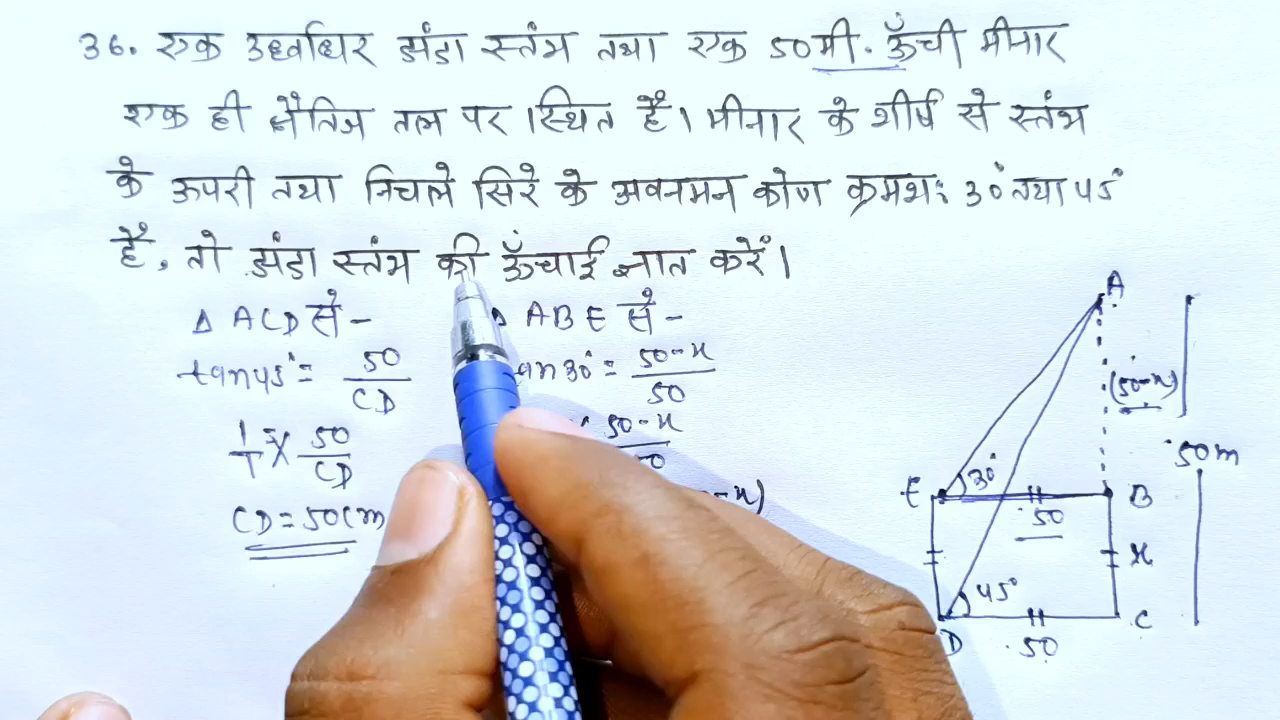 36. एक उर्ध्वाधर झंडा स्तंभ तथा एक 50मी. ऊँची मीनार
एक ही क्षैतिज तल पर स्थित है। मीनार के शीर्ष से स्तंभ
के ऊपरी तथा निचले सिरे के अवनमन कोण क्रमशः 30° तथा 45°
है, तो झंडा स्तंभ की ऊँचाई ज्ञात करें।
Δ ACD से -
tan45° = 50/CD
1/1 = 50/CD
CD = 50cm
ABE से -
an30° = 50-x/50
50-x
-x)
A
(50-x)
50m
E
30°
B
50
x
45°
D
50
C